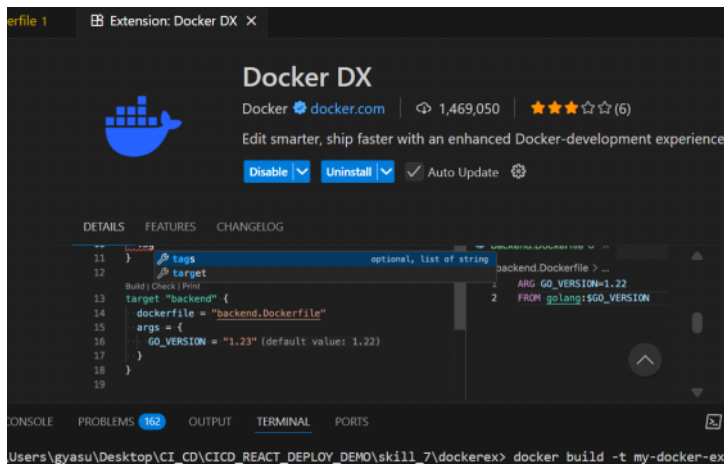 erfile 1
Extension: Docker DX
Docker DX
Docker docker.com 1,469,050 (6)
Edit smarter, ship faster with an enhanced Docker-development experience
Disable Uninstall Auto Update
DETAILS FEATURES CHANGELOG
11 }
12
tags optional, list of string
target
Build | Check | Print
13 target "backend" {
14 dockerfile = "backend.Dockerfile"
15 args = {
16 GO_VERSION = "1.23" (default value: 1.22)
17 }
18 }
19
backend.Dockerfile > ...
1 ARG GO_VERSION=1.22
2 FROM golang:$GO_VERSION
CONSOLE PROBLEMS 162 OUTPUT TERMINAL PORTS
\Users\gyasu\Desktop\CI_CD\CICD_REACT_DEPLOY_DEMO\skill_7\dockerex> docker build -t my-docker-ex